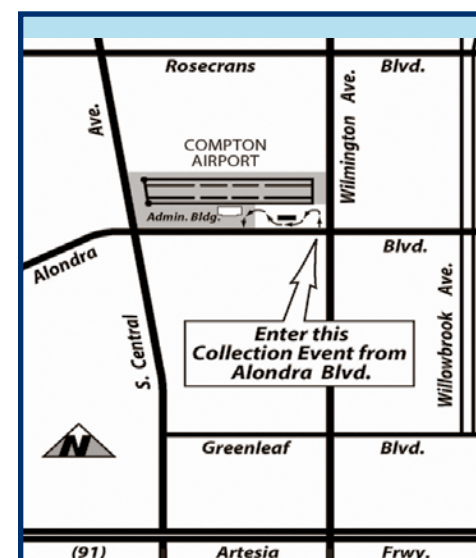 Rosecrans Blvd.
Ave.
Wilmington Ave.
COMPTON
AIRPORT
Admin. Bldg.
Alondra Blvd.
Enter this
Collection Event from
Alondra Blvd.
S. Central
Willowbrook Ave.
N
Greenleaf Blvd.
(91) Artesia Frwy.